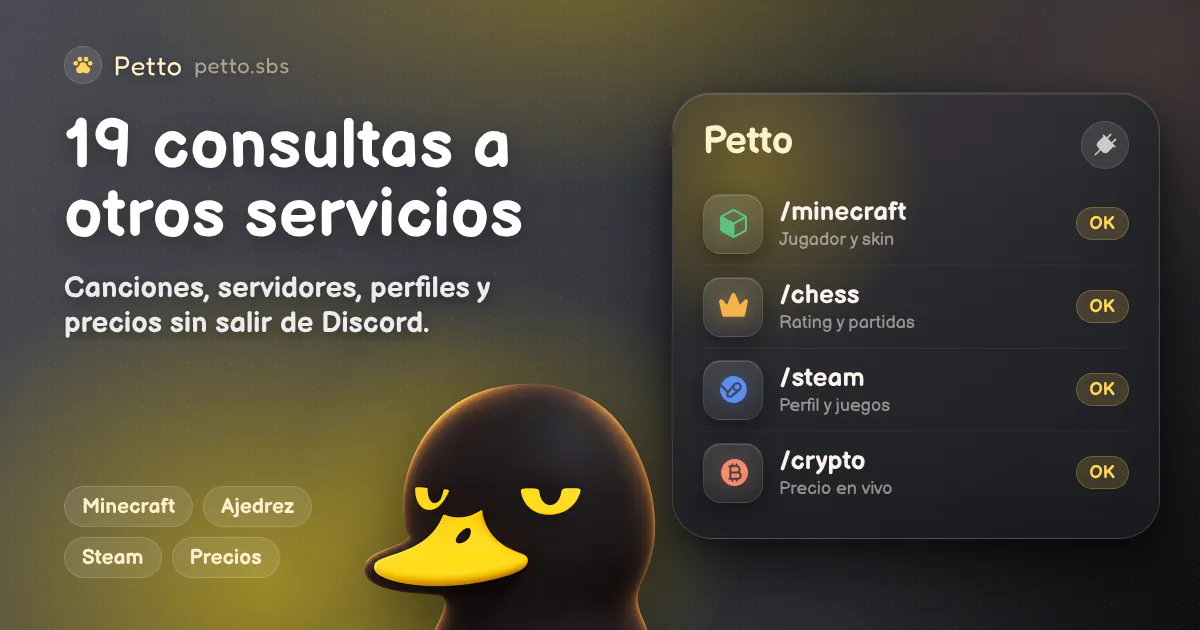 Petto petto.sbs
19 consultas a
otros servicios
Canciones, servidores, perfiles y
precios sin salir de Discord.
Minecraft Ajedrez
Steam Precios
Petto
/minecraft
Jugador y skin
OK
/chess
Rating y partidas
OK
/steam
Perfil y juegos
OK
/crypto
Precio en vivo
OK